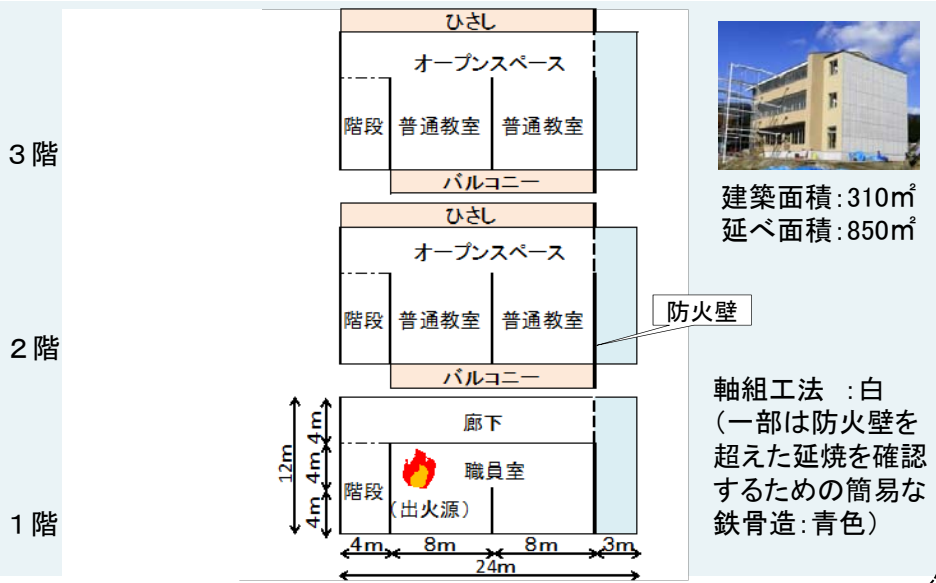 ひさし
オープンスペース
階段
普通教室
普通教室
バルコニー
3階
ひさし
オープンスペース
階段
普通教室
普通教室
バルコニー
2階
防火壁
廊下
職員室
階段
(出火源)
1階
12m
4m
4m
4m
4m
8m
8m
3m
24m
建築面積:310㎡
延べ面積:850㎡
軸組工法 :白
(一部は防火壁を
超えた延焼を確認
するための簡易な
鉄骨造:青色)